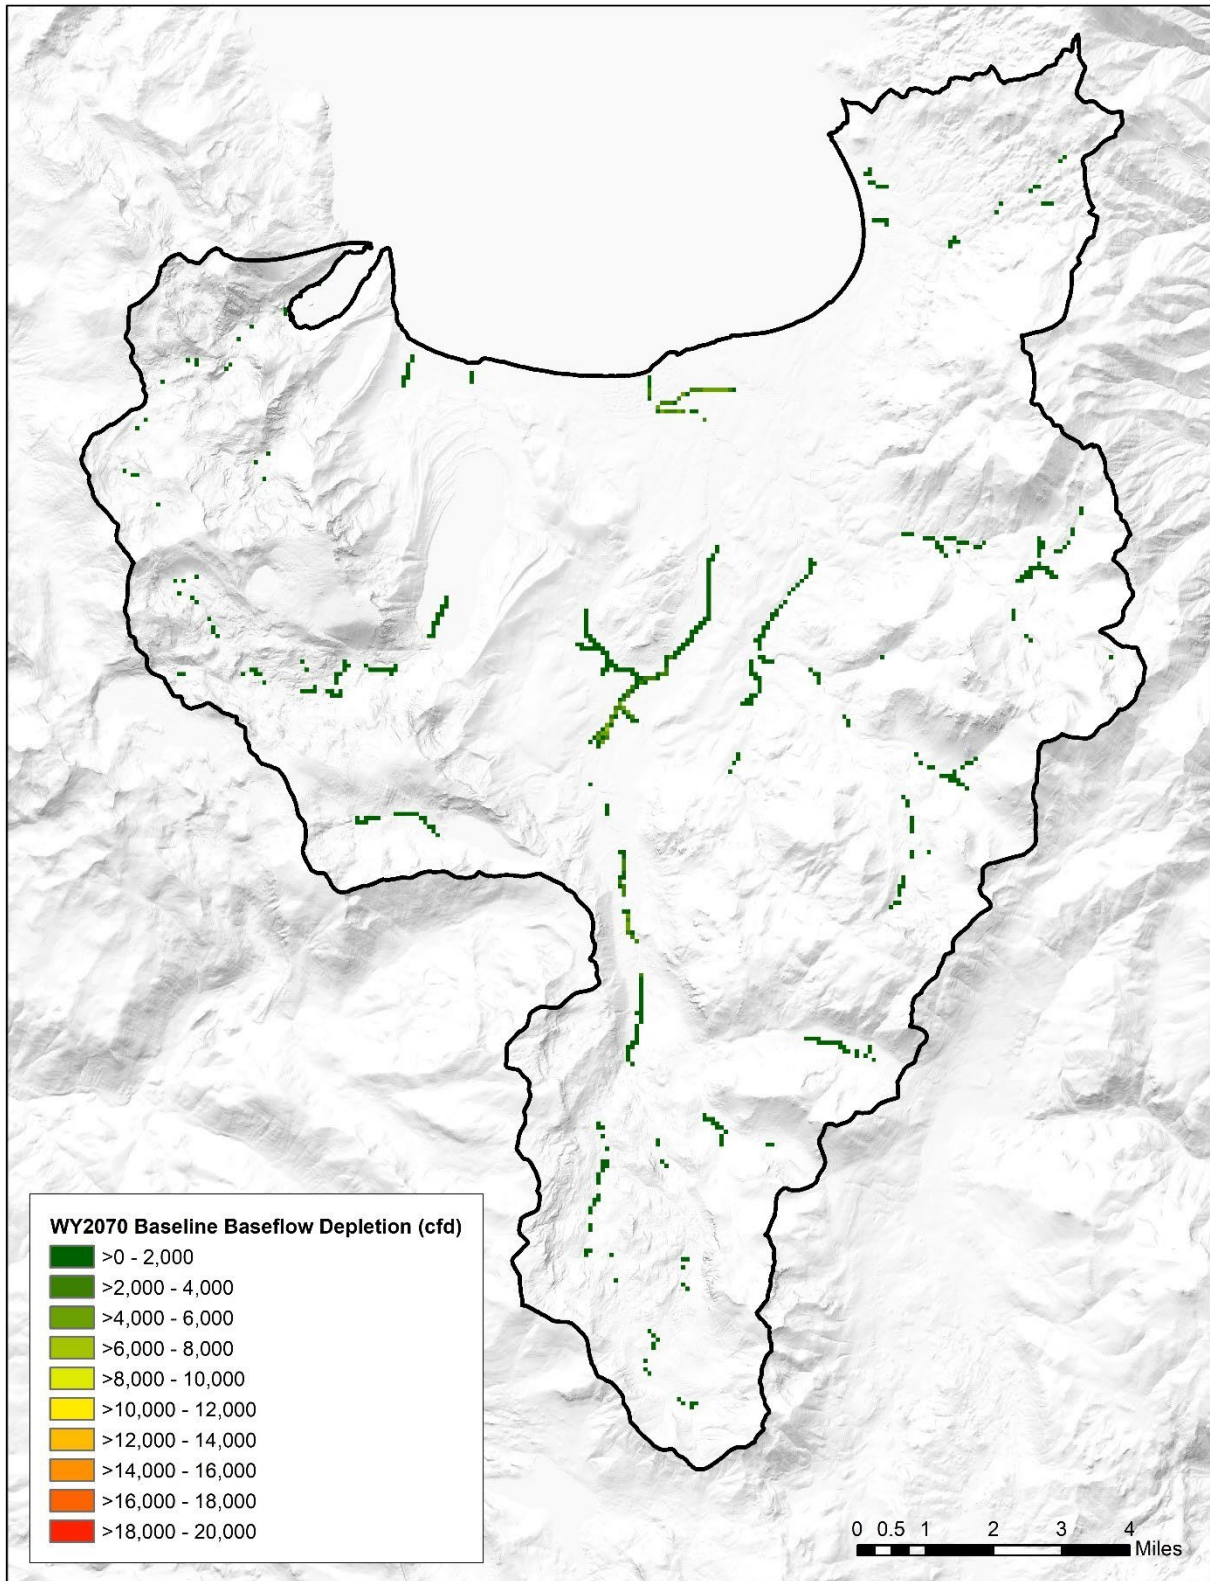 WY2070 Baseline Baseflow Depletion (cfd)
>0 - 2,000
>2,000 - 4,000
>4,000 - 6,000
>6,000 - 8,000
>8,000 - 10,000
>10,000 - 12,000
>12,000 - 14,000
>14,000 - 16,000
>16,000 - 18,000
>18,000 - 20,000
0 0.5 1 2 3 4
Miles